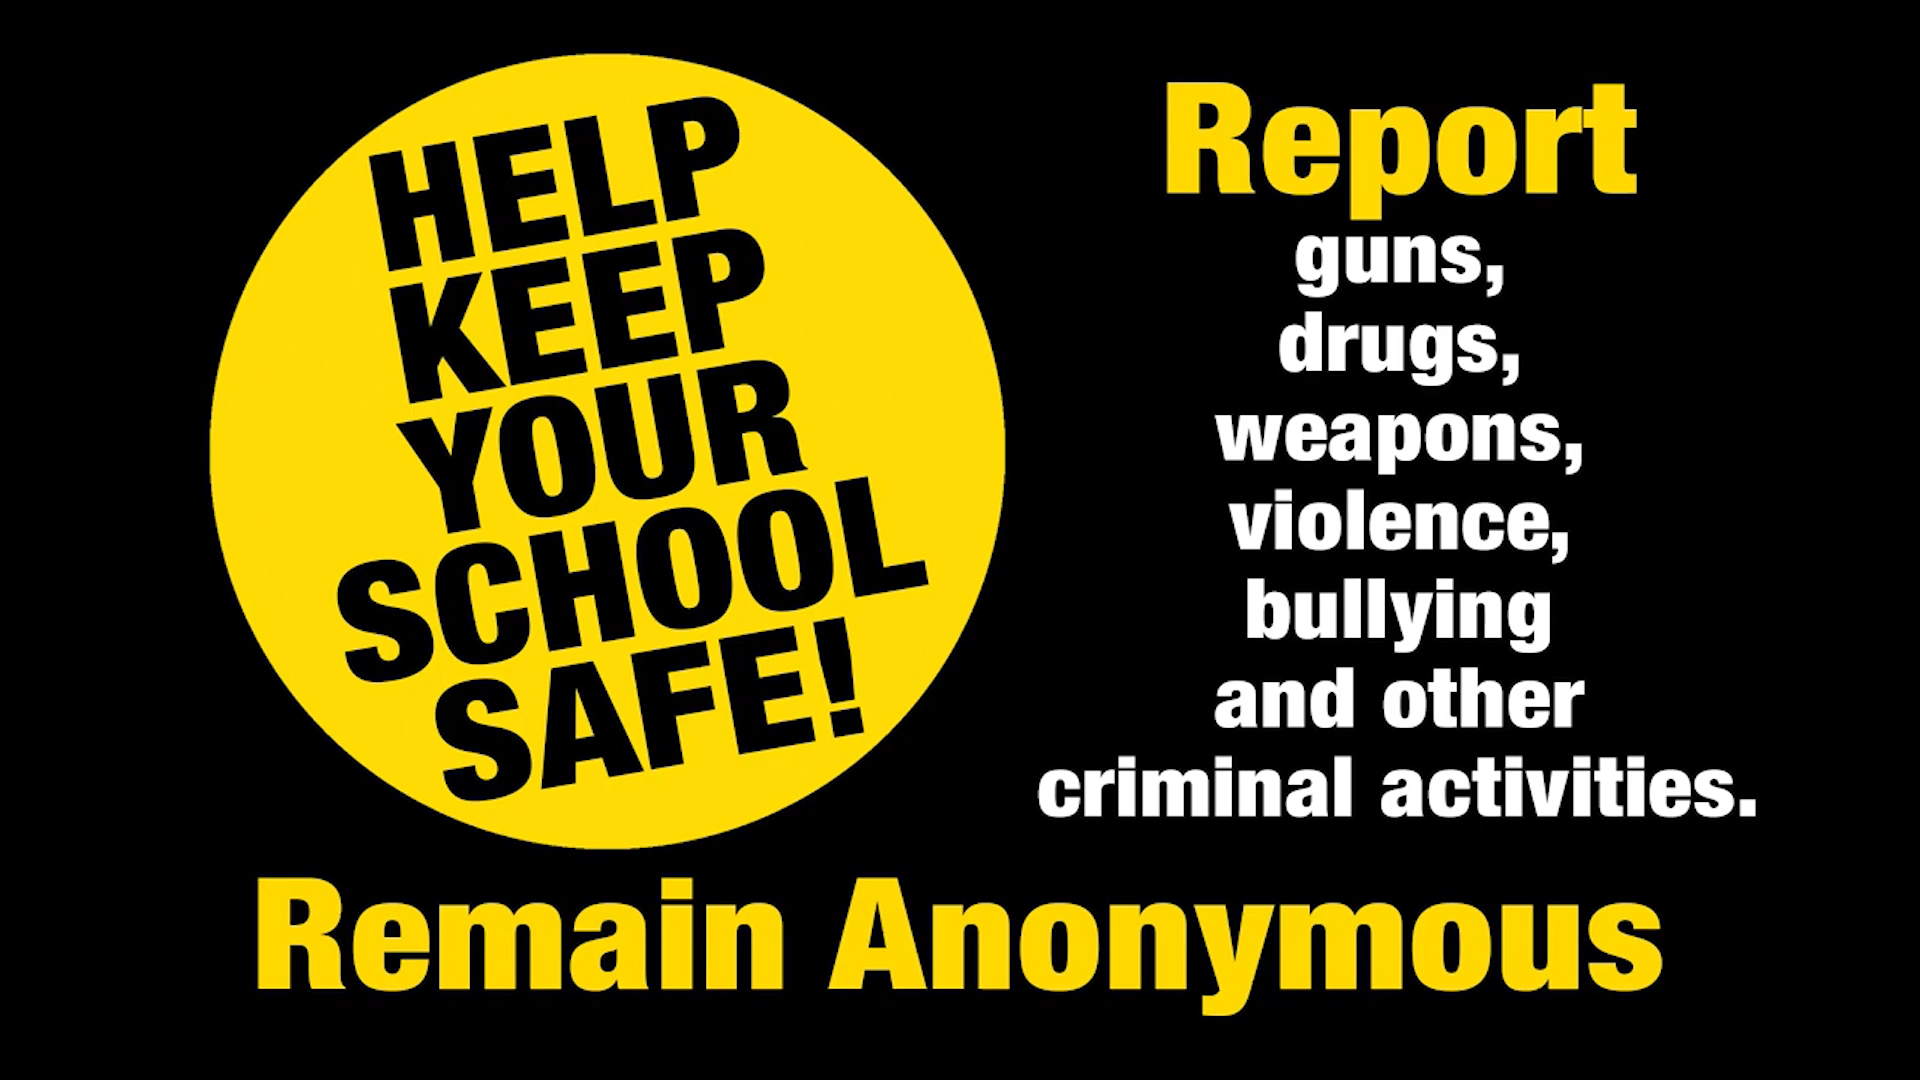 HELP
KEEP
YOUR
SCHOOL
SAFE!
Report
guns,
drugs,
weapons,
violence,
bullying
and other
criminal activities.
Remain Anonymous